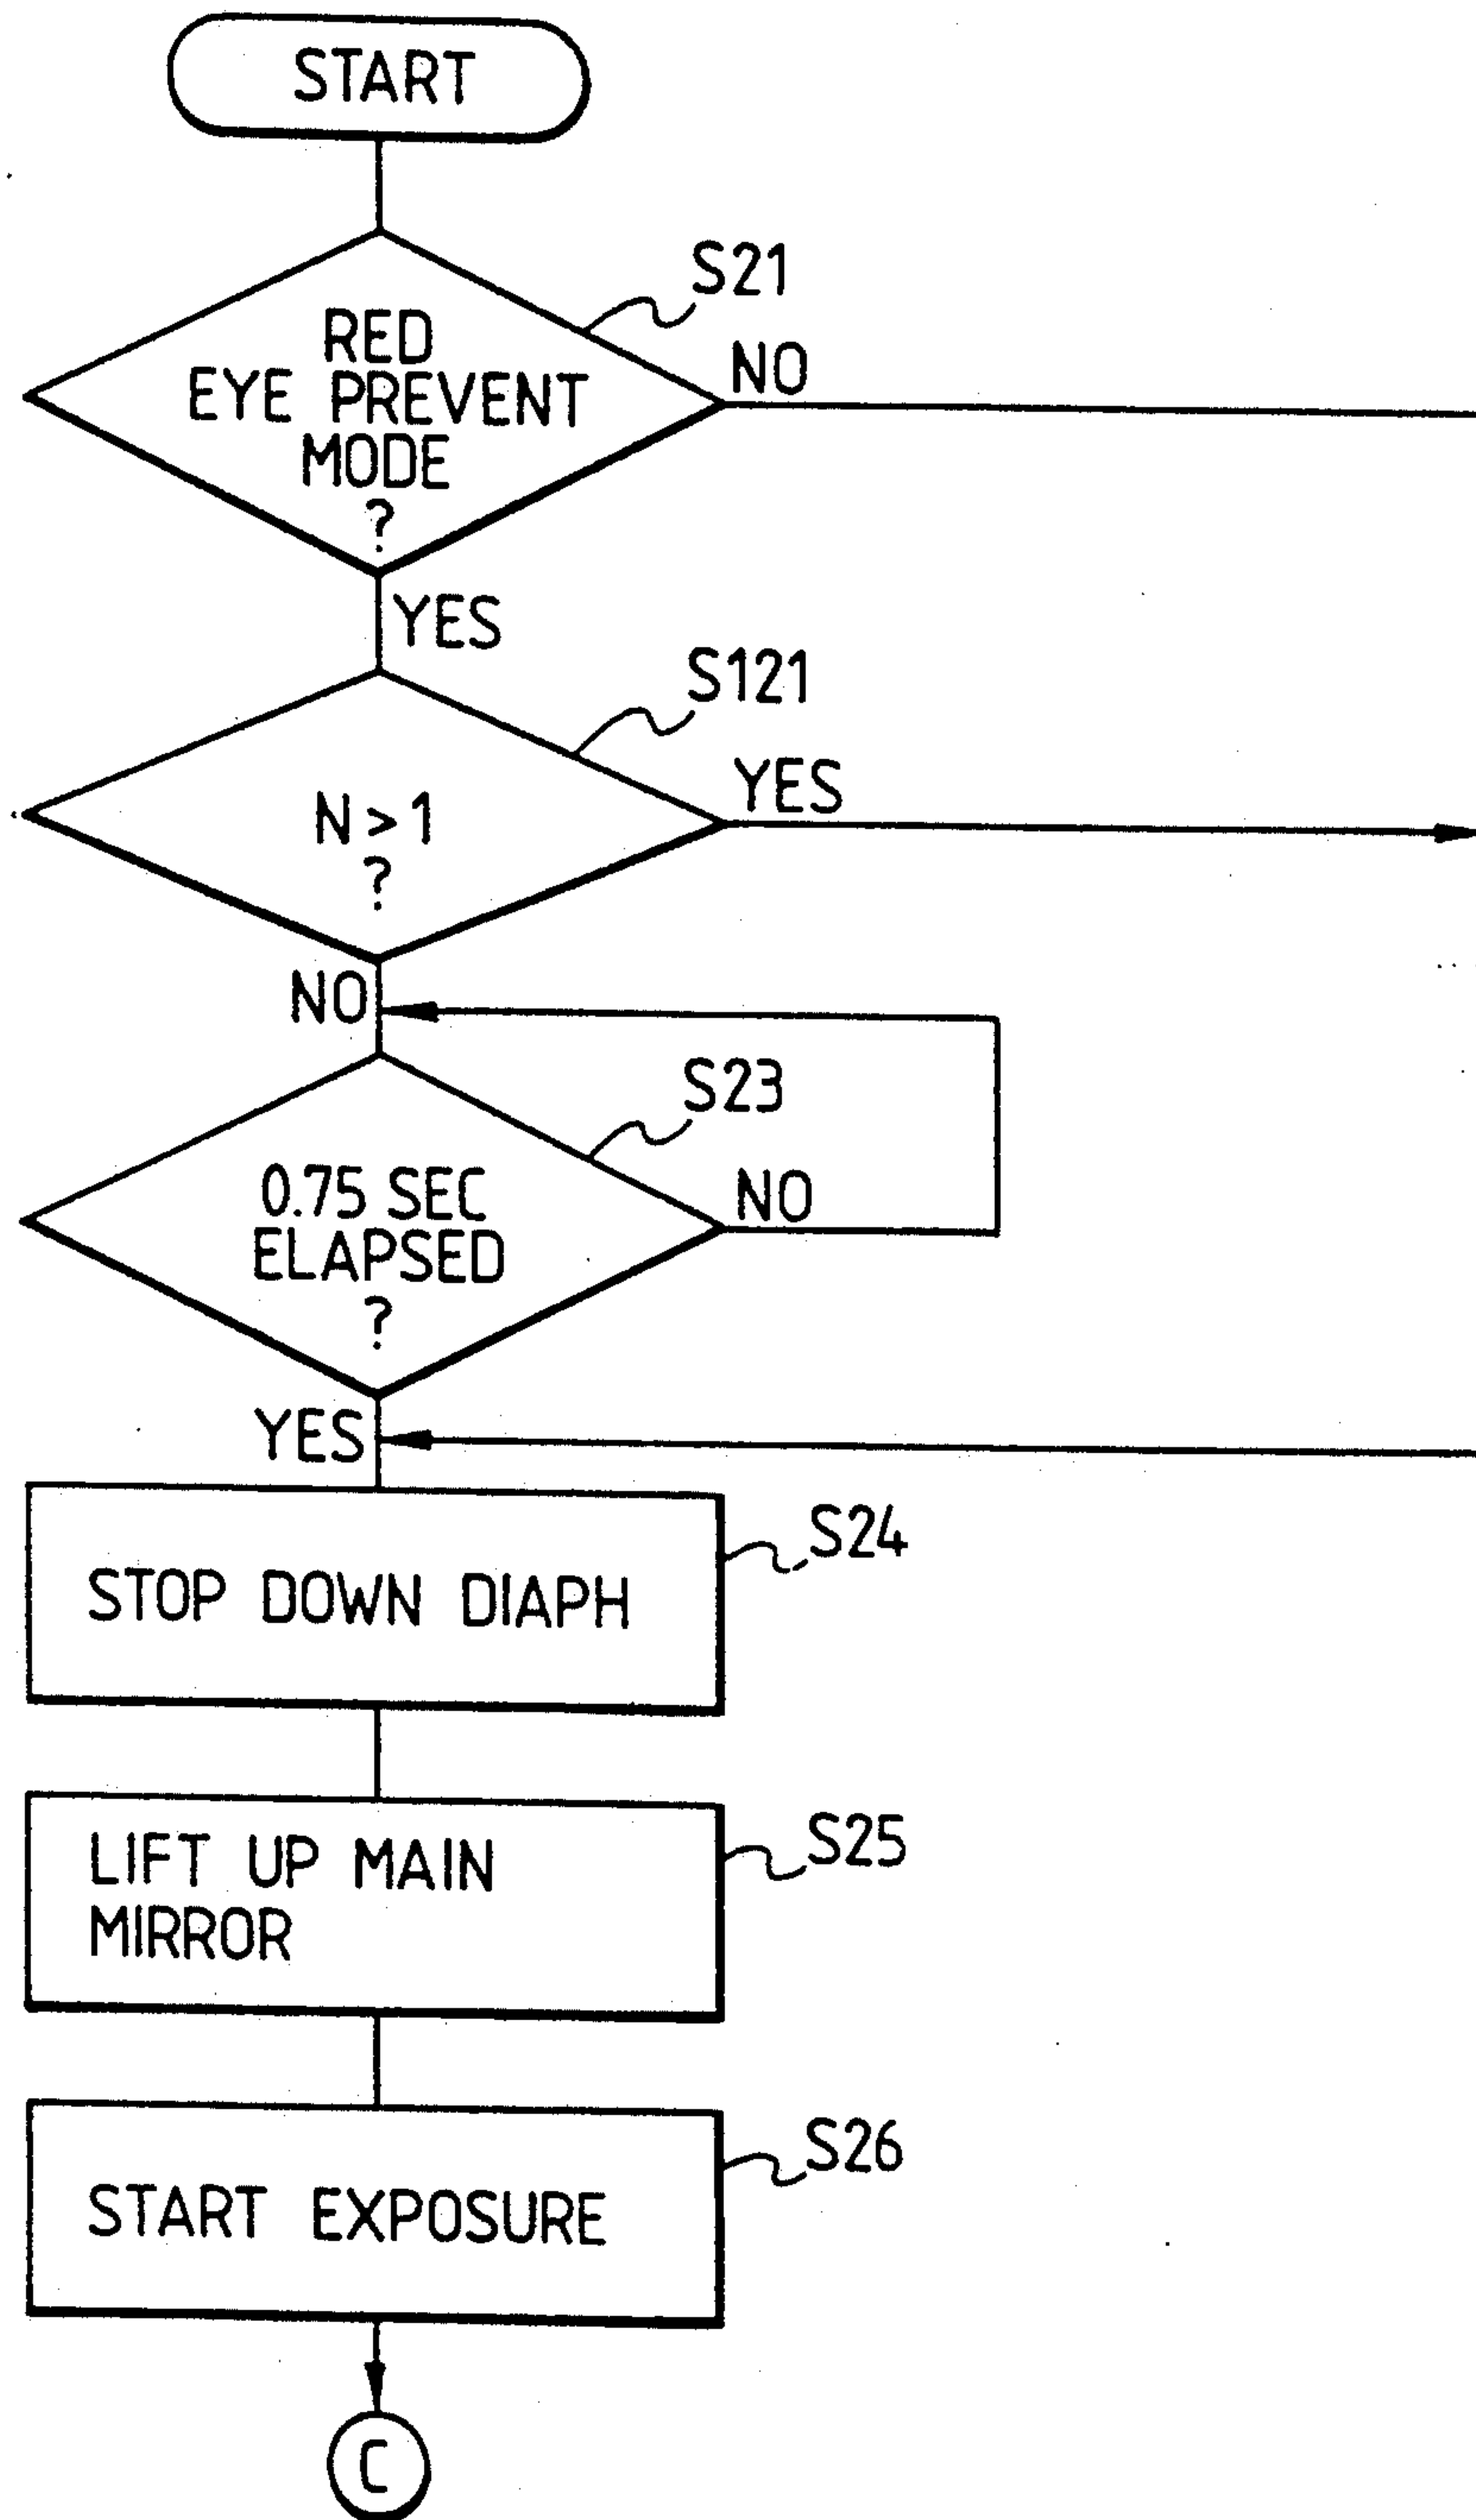 START
S21
RED
EYE PREVENT
MODE
?
NO
YES
S121
N > 1
?
YES
NO
S23
0.75 SEC
ELAPSED
?
NO
YES
S24
STOP DOWN DIAPH
S25
LIFT UP MAIN
MIRROR
S26
START EXPOSURE
C